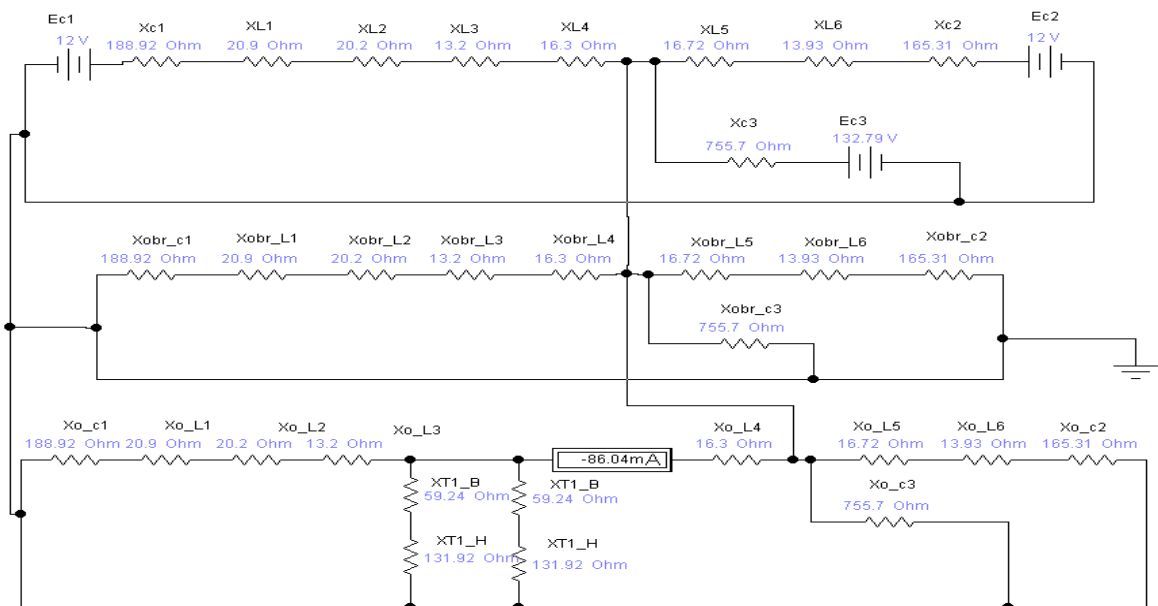 Ec1
12 V
Xc1
188.92 Ohm
XL1
20.9 Ohm
XL2
20.2 Ohm
XL3
13.2 Ohm
XL4
16.3 Ohm
XL5
16.72 Ohm
XL6
13.93 Ohm
Xc2
165.31 Ohm
Ec2
12 V
Xc3
755.7 Ohm
Ec3
132.79 V
Xobr_c1
188.92 Ohm
Xobr_L1
20.9 Ohm
Xobr_L2
20.2 Ohm
Xobr_L3
13.2 Ohm
Xobr_L4
16.3 Ohm
Xobr_L5
16.72 Ohm
Xobr_L6
13.93 Ohm
Xobr_c2
165.31 Ohm
Xobr_c3
755.7 Ohm
Xo_c1
188.92 Ohm
Xo_L1
20.9 Ohm
Xo_L2
20.2 Ohm
Xo_L3
13.2 Ohm
-86.04mA
Xo_L4
16.3 Ohm
Xo_L5
16.72 Ohm
Xo_L6
13.93 Ohm
Xo_c2
165.31 Ohm
XT1_B
59.24 Ohm
XT1_B
59.24 Ohm
Xo_c3
755.7 Ohm
XT1_H
131.92 Ohm
XT1_H
131.92 Ohm